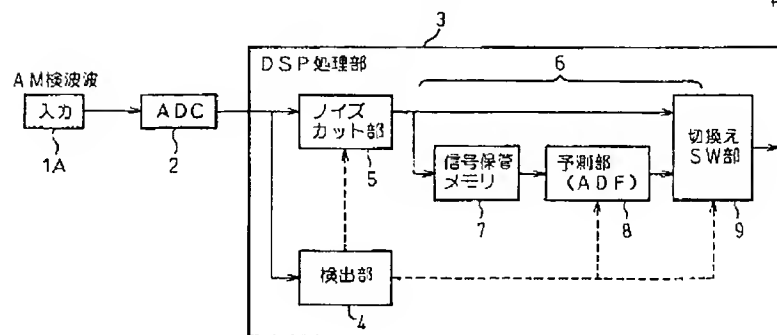 3
DSP処理部
6
AM検波波
入力
1A
ADC
2
ノイズ
カット部
5
信号保管
メモリ
7
予測部
(ADF)
8
切換え
SW部
9
検出部
4